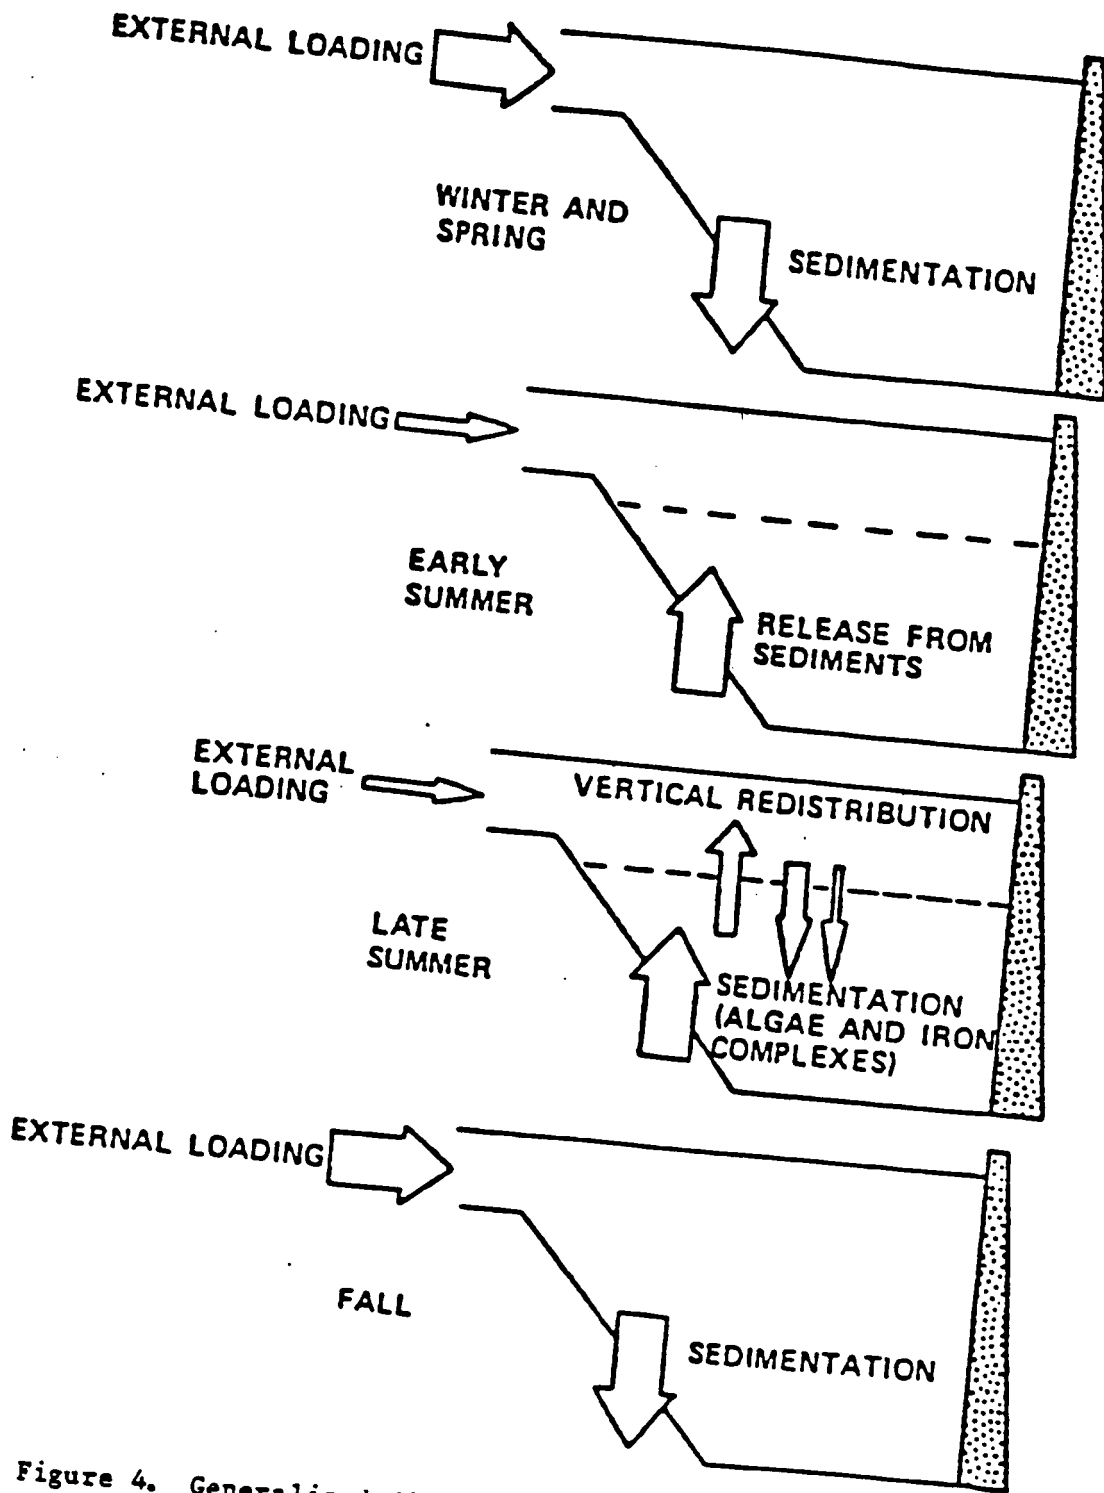 EXTERNAL LOADING
WINTER AND
SPRING
SEDIMENTATION
EXTERNAL LOADING
EARLY
SUMMER
RELEASE FROM
SEDIMENTS
EXTERNAL
LOADING
VERTICAL REDISTRIBUTION
LATE
SUMMER
SEDIMENTATION
(ALGAE AND IRON
COMPLEXES)
EXTERNAL LOADING
FALL
SEDIMENTATION
Figure 4.